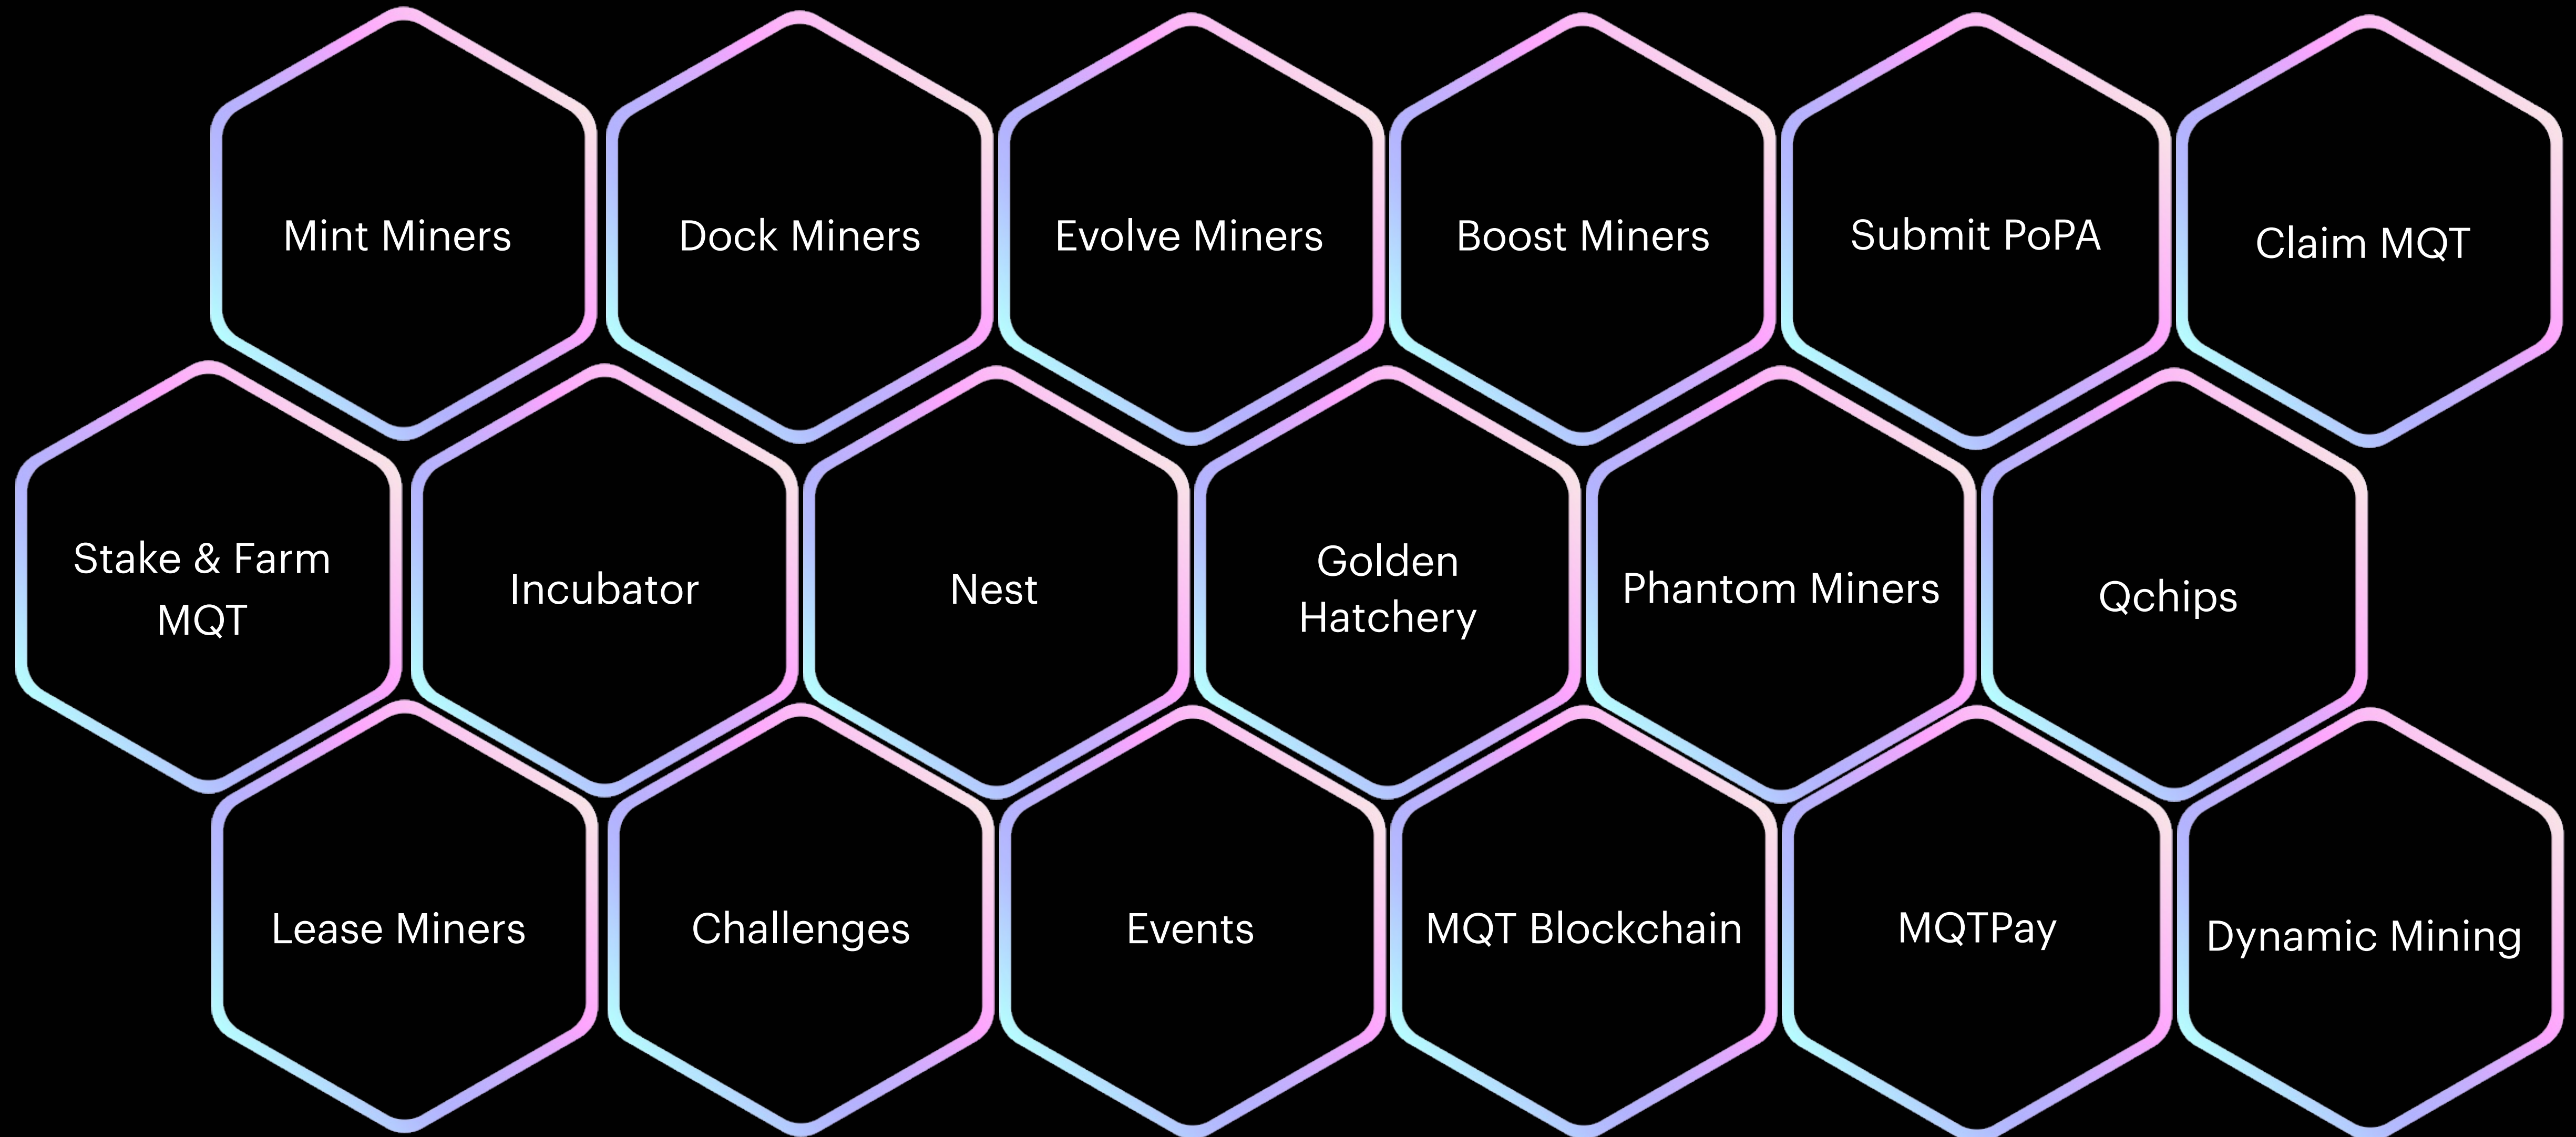 Mint Miners
Dock Miners
Evolve Miners
Boost Miners
Submit PoPA
Claim MQT
Stake & Farm
MQT
Incubator
Nest
Golden
Hatchery
Phantom Miners
Qchips
Lease Miners
Challenges
Events
MQT Blockchain
MQTPay
Dynamic Mining